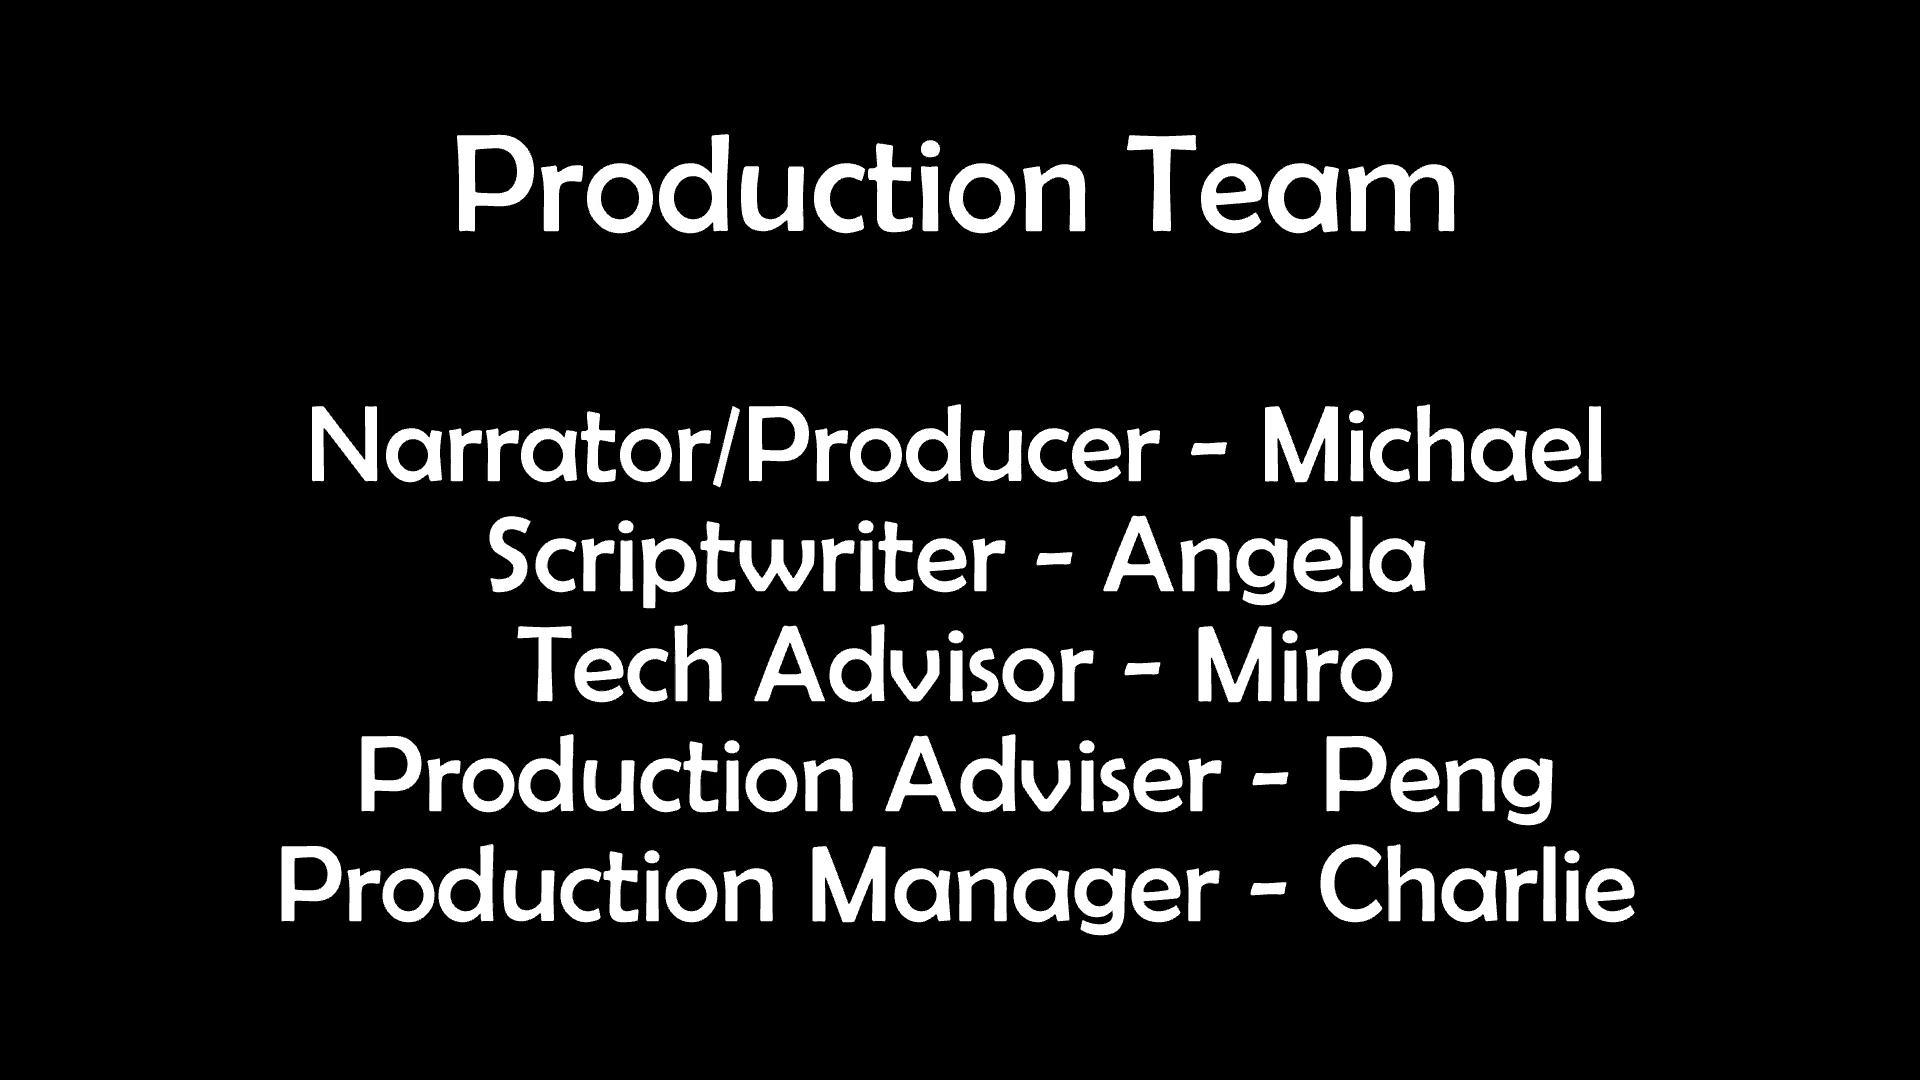 Production Team
Narrator/Producer - Michael
Scriptwriter - Angela
Tech Advisor - Miro
Production Adviser - Peng
Production Manager - Charlie